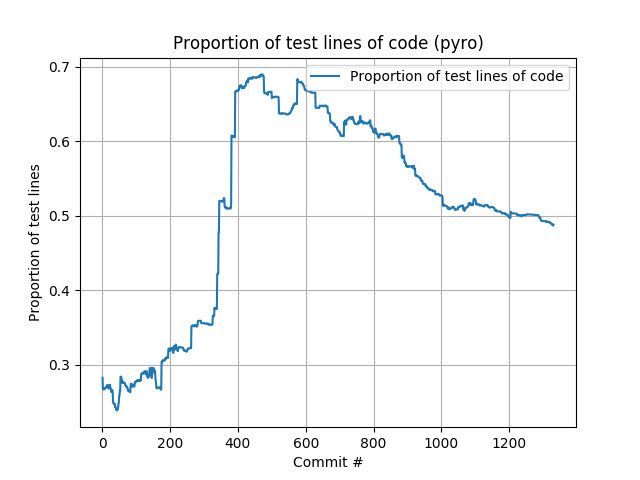 Proportion of test lines of code (pyro)
Proportion of test lines of code
0.7
0.6
0.5
0.4
0.3
Proportion of test lines
0 200 400 600 800 1000 1200
Commit #